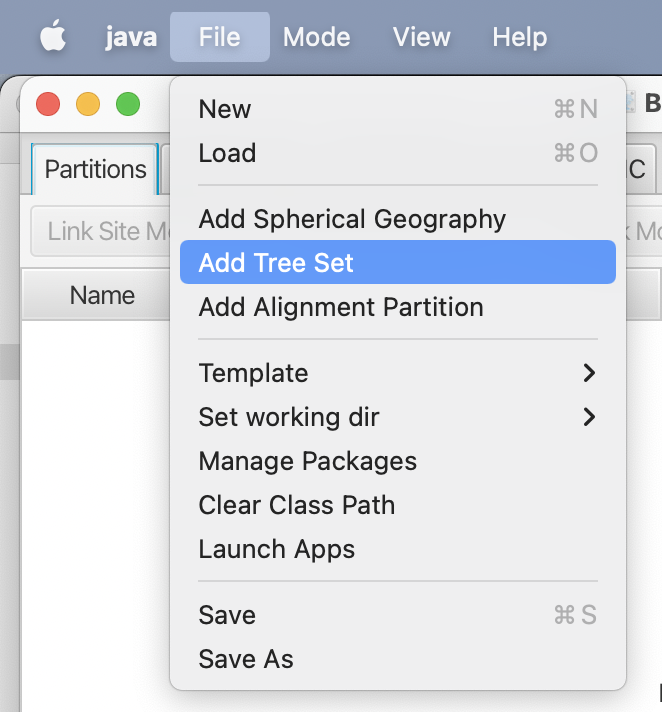 java File Mode View Help
B
New ⌘N
Load ⌘O
Partitions
C
Add Spherical Geography
Link Site M
Add Tree Set
Name
Add Alignment Partition
Template
Set working dir
Manage Packages
Clear Class Path
Launch Apps
Save ⌘S
Save As